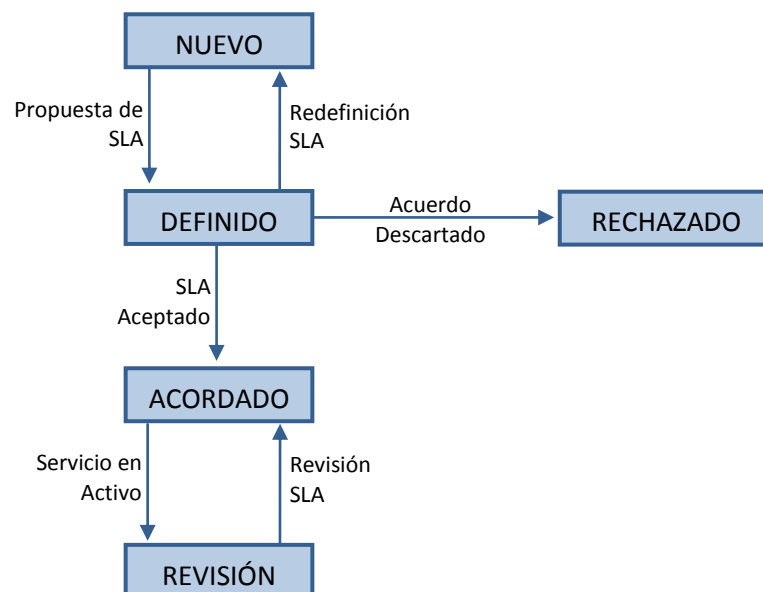 NUEVO
Propuesta de
SLA
Redefinición
SLA
DEFINIDO
Acuerdo
Descartado
RECHAZADO
SLA
Aceptado
ACORDADO
Servicio en
Activo
Revisión
SLA
REVISIÓN